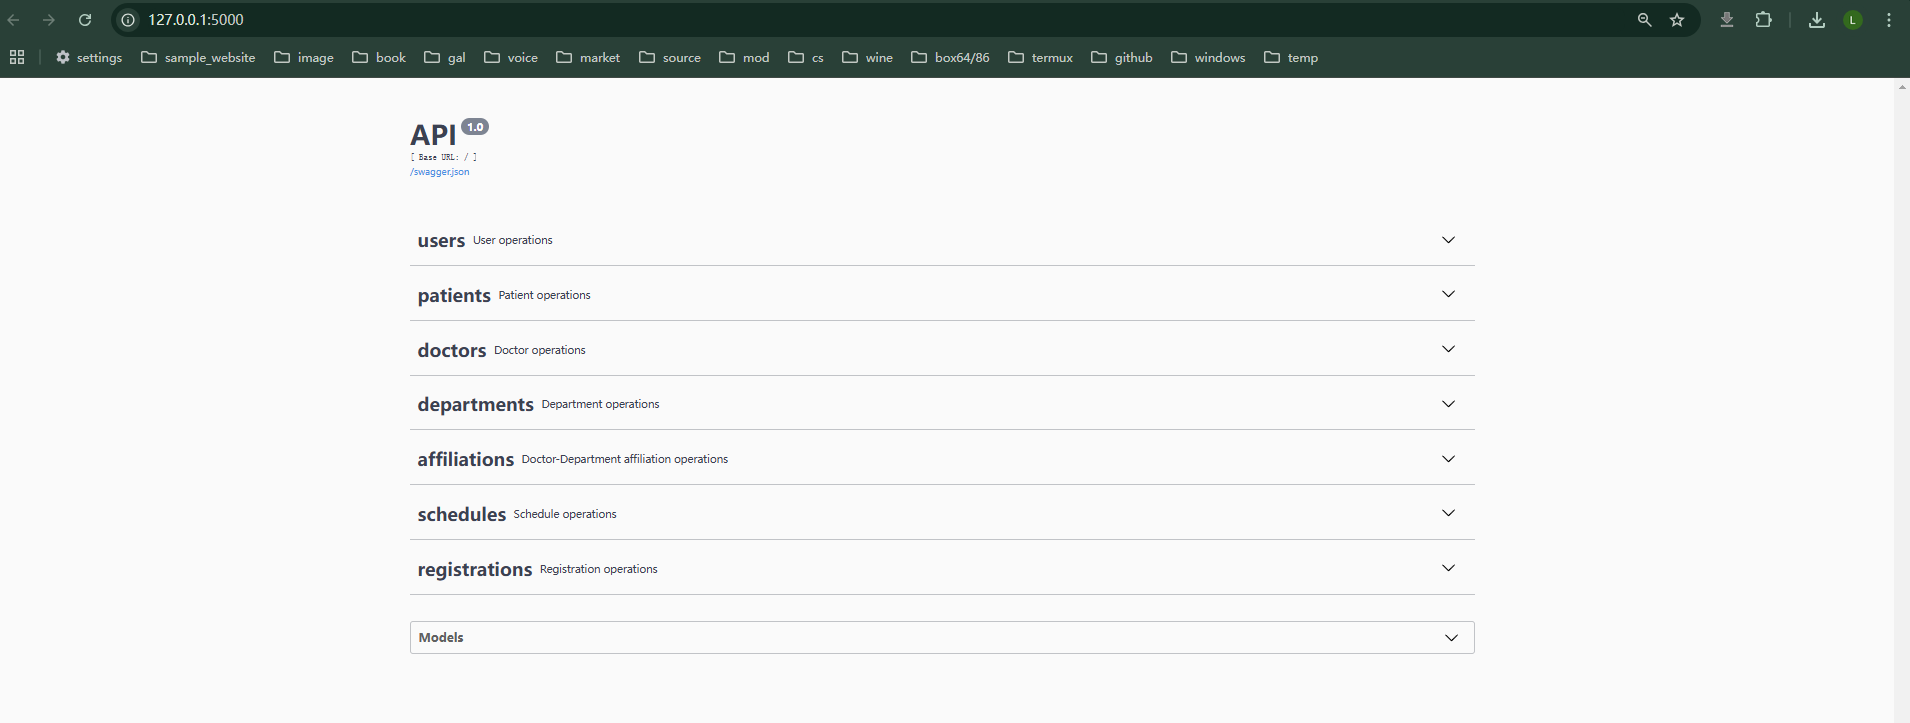 127.0.0.1:5000
L
settings sample_website image book gal voice market source mod cs wine box64/86 termux github windows temp
API 1.0
[ Base URL: / ]
/swagger.json
users User operations
patients Patient operations
doctors Doctor operations
departments Department operations
affiliations Doctor-Department affiliation operations
schedules Schedule operations
registrations Registration operations
Models